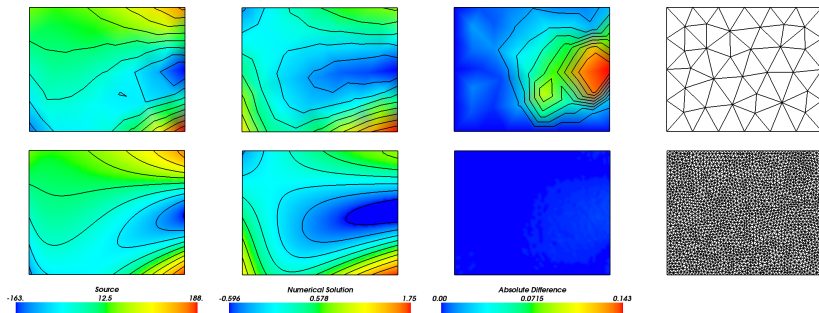 Source
-163. 12.5 188.
Numerical Solution
-0.596 0.578 1.75
Absolute Difference
0.00 0.0715 0.143